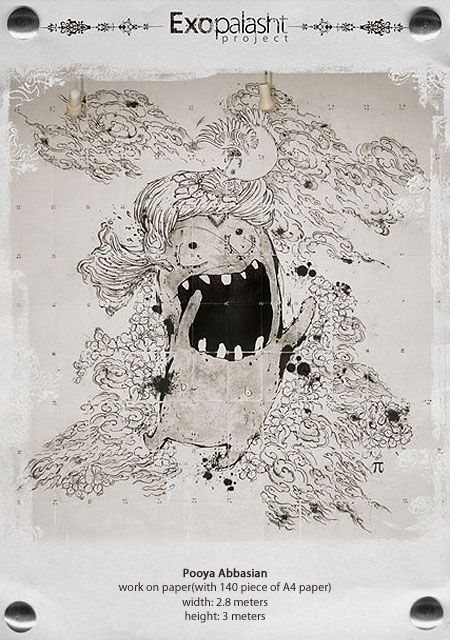 Exopalasht
project
π
Pooya Abbasian
work on paper(with 140 piece of A4 paper)
width: 2.8 meters
height: 3 meters